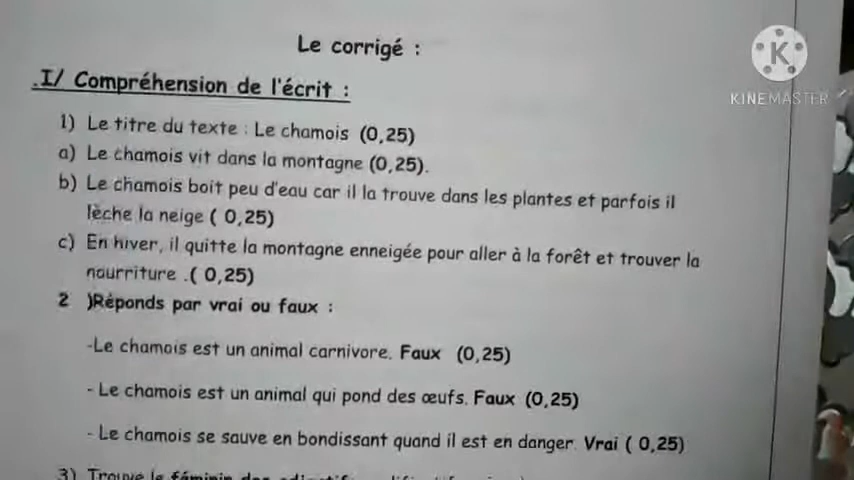 Le corrigé :
K
KINEMASTER
.I/ Compréhension de l'écrit :
1) Le titre du texte : Le chamois (0,25)
a) Le chamois vit dans la montagne (0,25).
b) Le chamois boit peu d'eau car il la trouve dans les plantes et parfois il
lèche la neige ( 0,25)
c) En hiver, il quitte la montagne enneigée pour aller à la forêt et trouver la
nourriture .( 0,25)
2 )Réponds par vrai ou faux :
-Le chamois est un animal carnivore. Faux (0,25)
- Le chamois est un animal qui pond des œufs. Faux (0,25)
- Le chamois se sauve en bondissant quand il est en danger. Vrai ( 0,25)
3) Trouve le féminin des